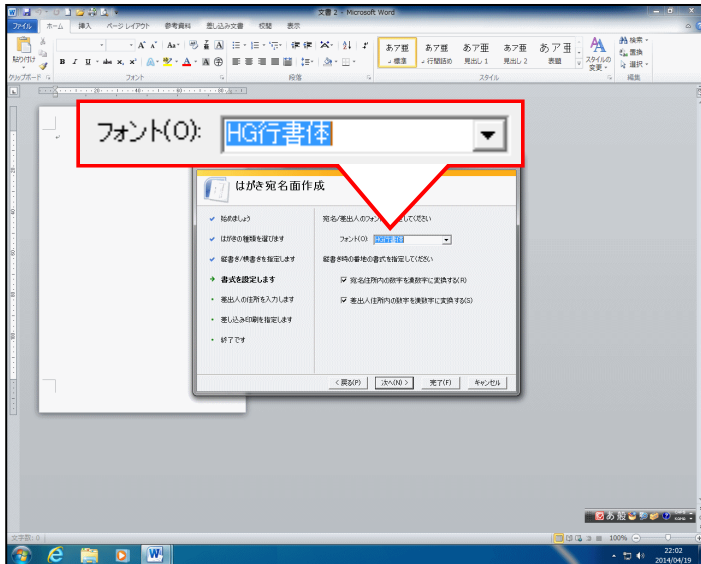 文書 2 - Microsoft Word
ファイル ホーム 挿入 ページ レイアウト 参考資料 差し込み文書 校閲 表示
貼り付け
クリップボード フォント 段落 スタイル 編集
あア亜 あア亜 あア亜 あア亜 あア亜
標準 行間詰め 見出し 1 見出し 2 表題
スタイルの変更
検索
置換
選択
フォント(O): HG行書体
はがき宛名面作成
始めましょう
はがきの種類を選びます
縦書き/横書きを指定します
書式を設定します
差出人の住所を入力します
差し込み印刷を指定します
終了です
宛名/差出人のフォ してください
フォント(O): HG行書体
縦書き時の番地の書式を指定してください
宛名住所内の数字を漢数字に変換する(R)
差出人住所内の数字を漢数字に変換する(S)
< 戻る(P) 次へ(N) > 完了(F) キャンセル
あ 般
文字数: 0
100%
22:02
2014/04/19